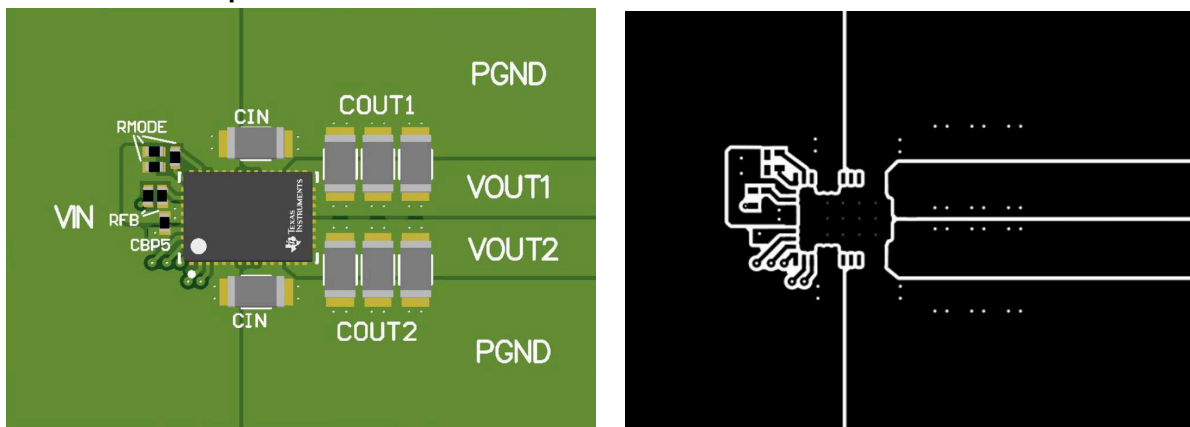 PGND
COUT1
CIN
RMODE
VOUT1
TEXAS
INSTRUMENTS
VIN
RFB
CBP5
VOUT2
CIN
COUT2
PGND